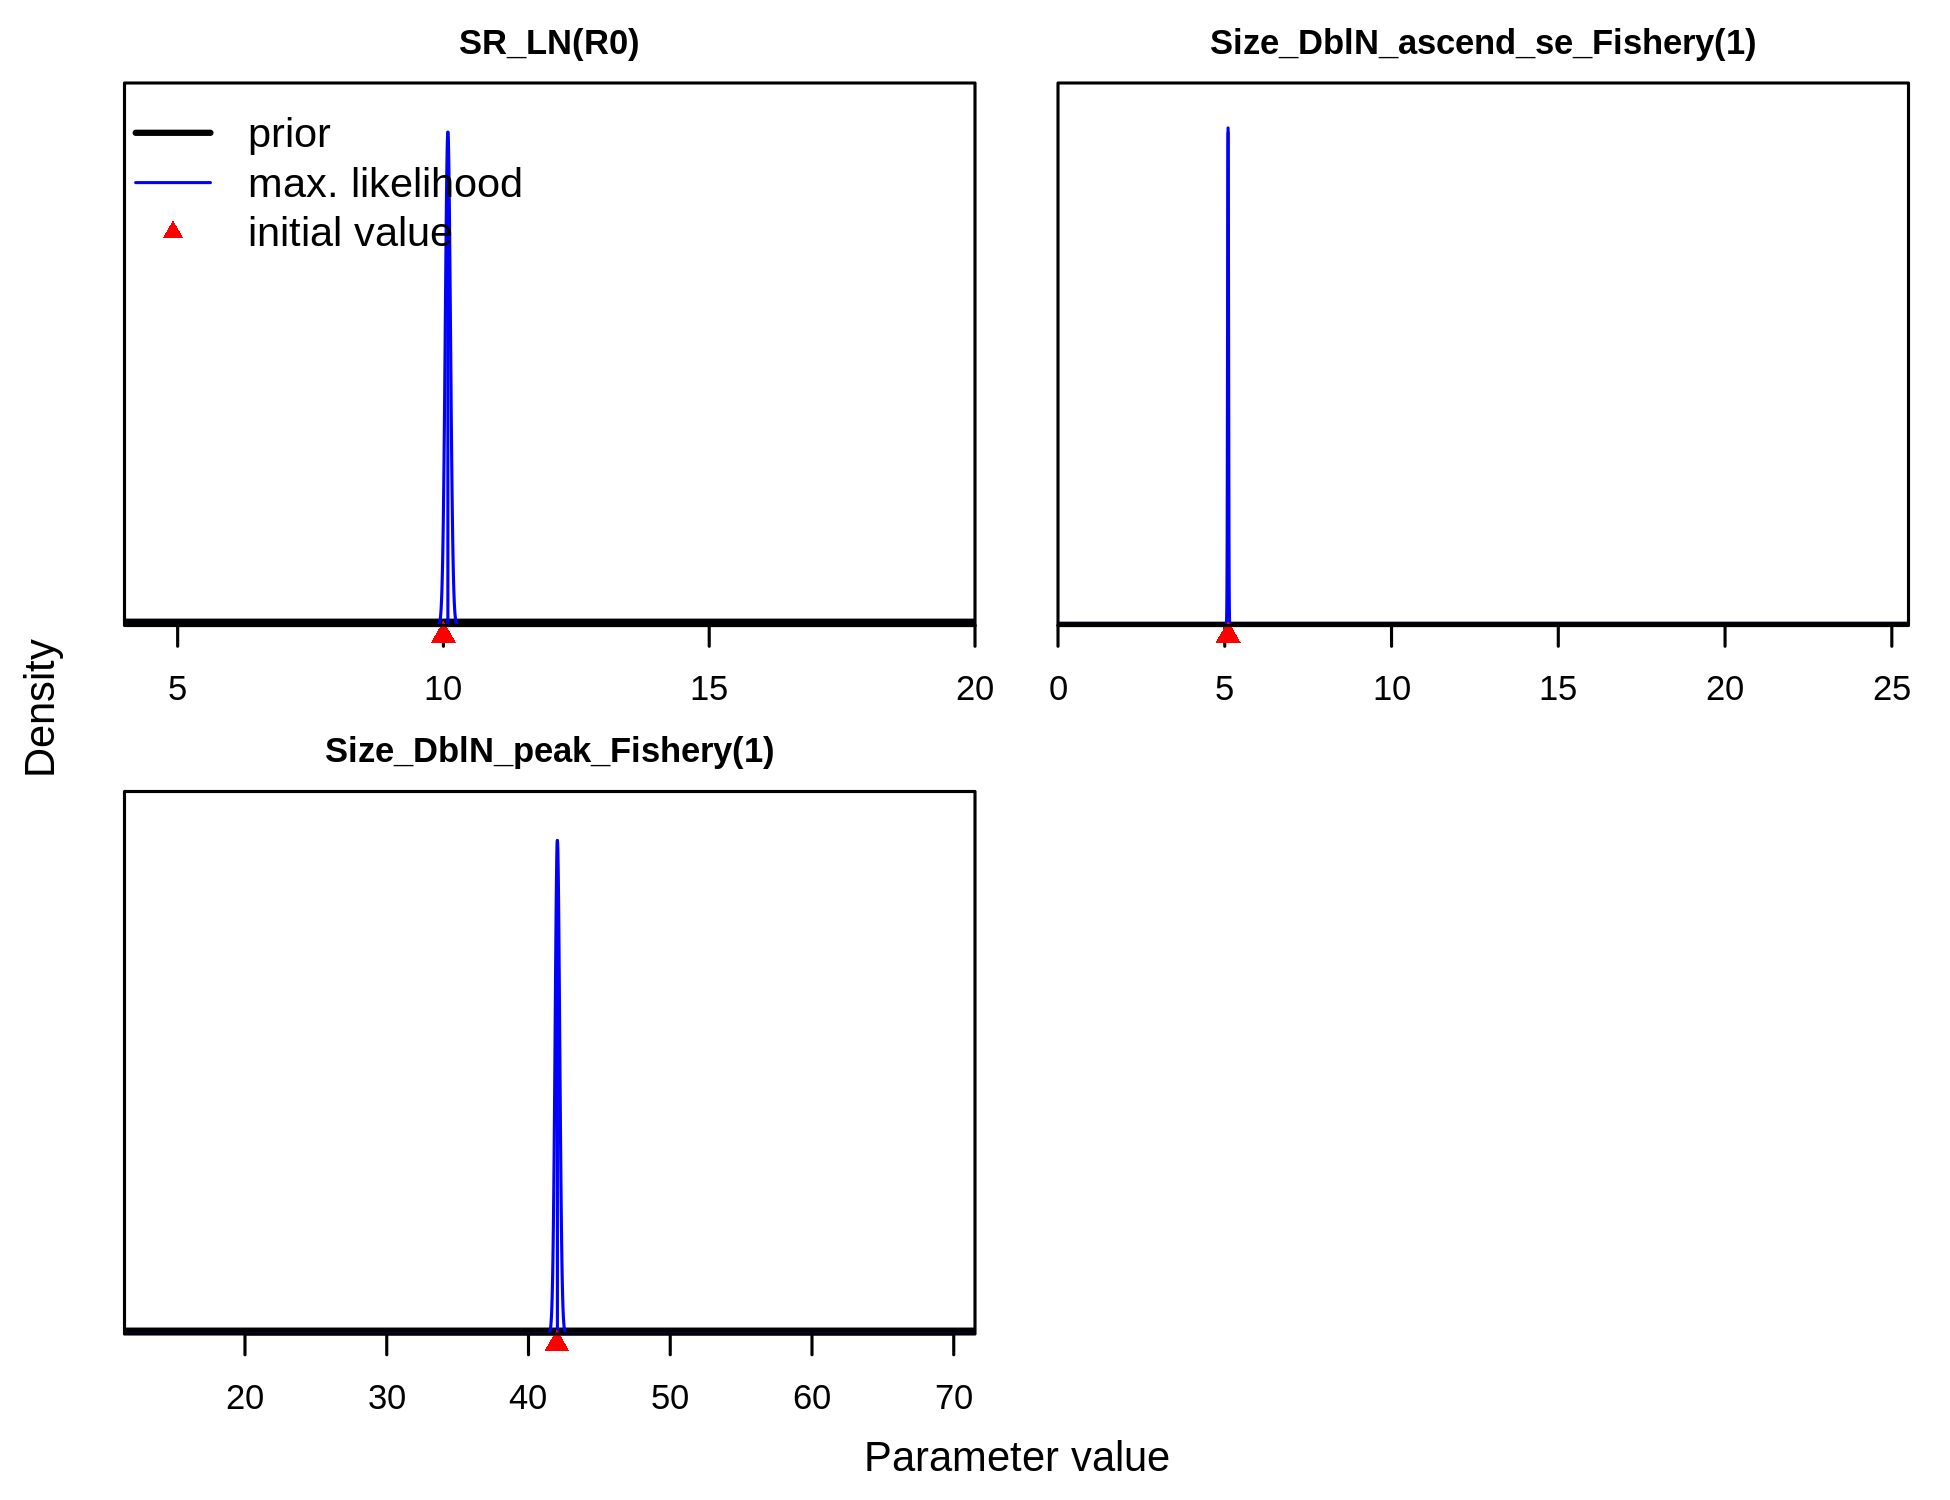 SR_LN(R0)
prior
max. likelihood
initial value
5 10 15 20
Size_DblN_ascend_se_Fishery(1)
0 5 10 15 20 25
Density
Size_DblN_peak_Fishery(1)
20 30 40 50 60 70
Parameter value